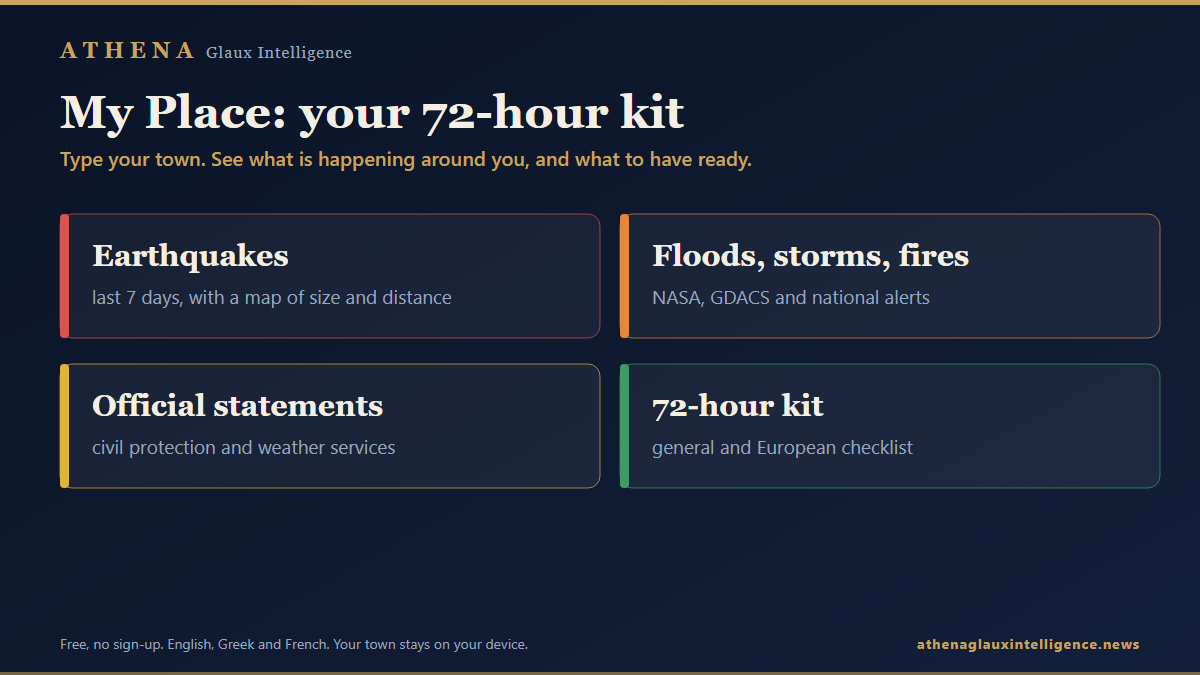 ATHENA Glaux Intelligence
My Place: your 72-hour kit
Type your town. See what is happening around you, and what to have ready.
Earthquakes
last 7 days, with a map of size and distance
Floods, storms, fires
NASA, GDACS and national alerts
Official statements
civil protection and weather services
72-hour kit
general and European checklist
Free, no sign-up. English, Greek and French. Your town stays on your device.
athenaglauxintelligence.news